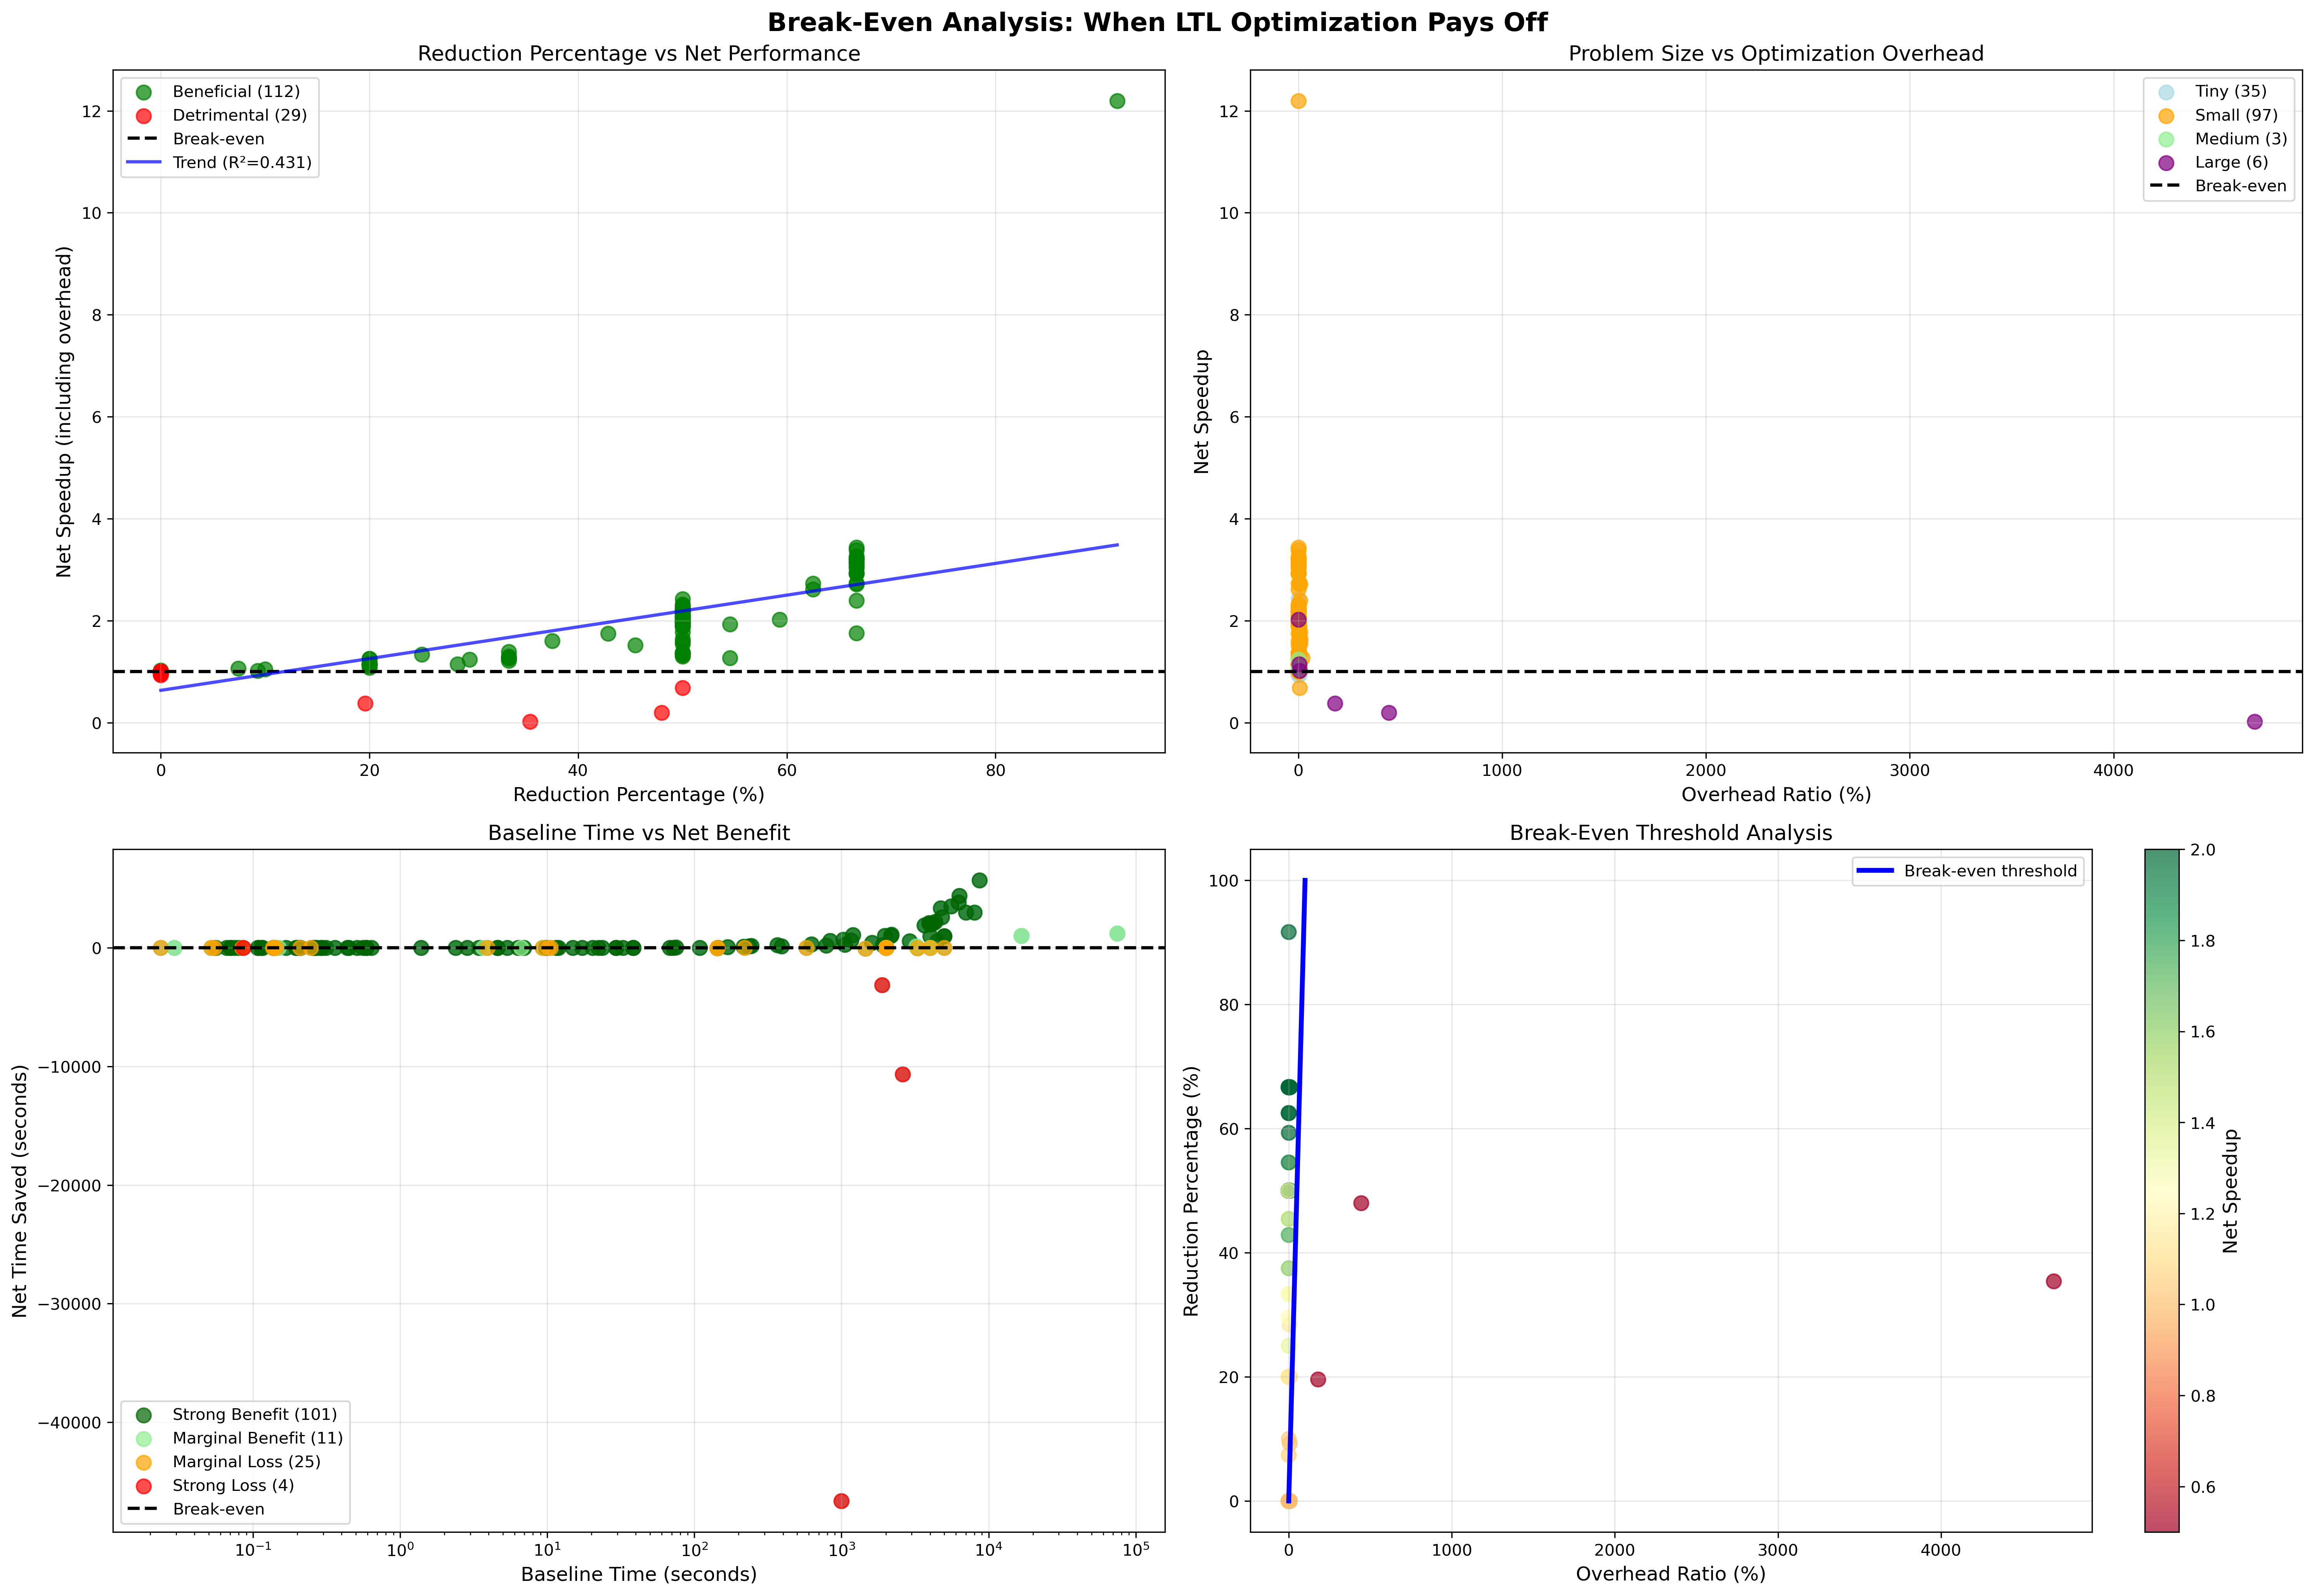 Break-Even Analysis: When LTL Optimization Pays Off
Reduction Percentage vs Net Performance
Net Speedup (including overhead)
12
10
8
6
4
2
0
Beneficial (112)
Detrimental (29)
Break-even
Trend (R²=0.431)
0 20 40 60 80
Reduction Percentage (%)
Problem Size vs Optimization Overhead
Net Speedup
12
10
8
6
4
2
0
Tiny (35)
Small (97)
Medium (3)
Large (6)
Break-even
0 1000 2000 3000 4000
Overhead Ratio (%)
Baseline Time vs Net Benefit
Net Time Saved (seconds)
0
−10000
−20000
−30000
−40000
Strong Benefit (101)
Marginal Benefit (11)
Marginal Loss (25)
Strong Loss (4)
Break-even
10⁻¹ 10⁰ 10¹ 10² 10³ 10⁴ 10⁵
Baseline Time (seconds)
Break-Even Threshold Analysis
Reduction Percentage (%)
100
80
60
40
20
0
Break-even threshold
0 1000 2000 3000 4000
Overhead Ratio (%)
2.0
1.8
1.6
1.4
1.2
1.0
0.8
0.6
Net Speedup